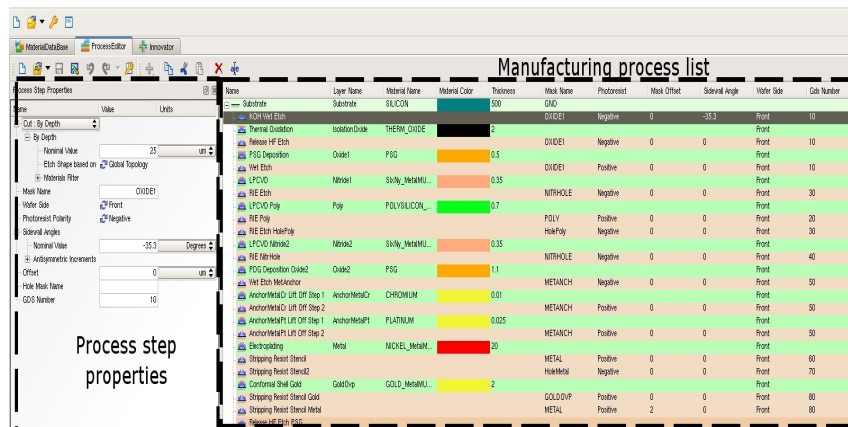 MaterialDataBase ProcessEditor Innovator
Manufacturing process list
Process Step Properties
Name Value Units
Cut : By Depth
By Depth
Nominal Value 25 um
Etch Shape based on Global Topology
Materials Filter
Mask Name OXIDE1
Wafer Side Front
Photoresist Polarity Negative
Sidewall Angles
Nominal Value -35.3 Degrees
Antisymmetric Increments
Offset 0 um
Hole Mask Name
GDS Number 10
Process step
properties
Name Layer Name Material Name Material Color Thickness Mask Name Photoresist Mask Offset Sidewall Angle Wafer Side Gds Number
Substrate Substrate SILICON 500 GND
KOH Wet Etch OXIDE1 Negative 0 -35.3 Front 10
Thermal Oxidation IsolationOxide THERM_OXIDE 2 Front
Release HF Etch OXIDE1 Negative 0 0 Front 10
PSG Deposition Oxide1 PSG 0.5 Front
Wet Etch OXIDE1 Positive 0 0 Front 10
LPCVD Nitride1 SixNy_MetalMU... 0.35 Front
RIE Etch NITRHOLE Negative 0 0 Front 30
LPCVD Poly Poly POLYSILICON_... 0.7 Front
RIE Poly POLY Positive 0 0 Front 20
RIE Etch HolePoly HolePoly Negative 0 0 Front 30
LPCVD Nitride2 Nitride2 SixNy_MetalMU... 0.35 Front
RIE NitrHole NITRHOLE Negative 0 0 Front 40
PDG Deposition Oxide2 Oxide2 PSG 1.1 Front
Wet Etch MetAnchor METANCH Negative 0 0 Front 50
AnchorMetalCr Lift Off Step 1 AnchorMetalCr CHROMIUM 0.01 Front
AnchorMetalCr Lift Off Step 2 METANCH Positive 0 0 Front 50
AnchorMetalPt Lift Off Step 1 AnchorMetalPt PLATINUM 0.025 Front
AnchorMetalPt Lift Off Step 2 METANCH Positive 0 0 Front 50
Electroplating Metal NICKEL_MetalM... 20 Front
Stripping Resist Stencil METAL Positive 0 0 Front 60
Stripping Resist Stencil2 HoleMetal Negative 0 0 Front 70
Conformal Shell Gold GoldOvp GOLD_MetalMU... 2 Front
Stripping Resist Stencil Gold GOLDOVP Positive 0 0 Front 80
Stripping Resist Stencil Metal METAL Positive 2 0 Front 80
Release HF Etch PSG